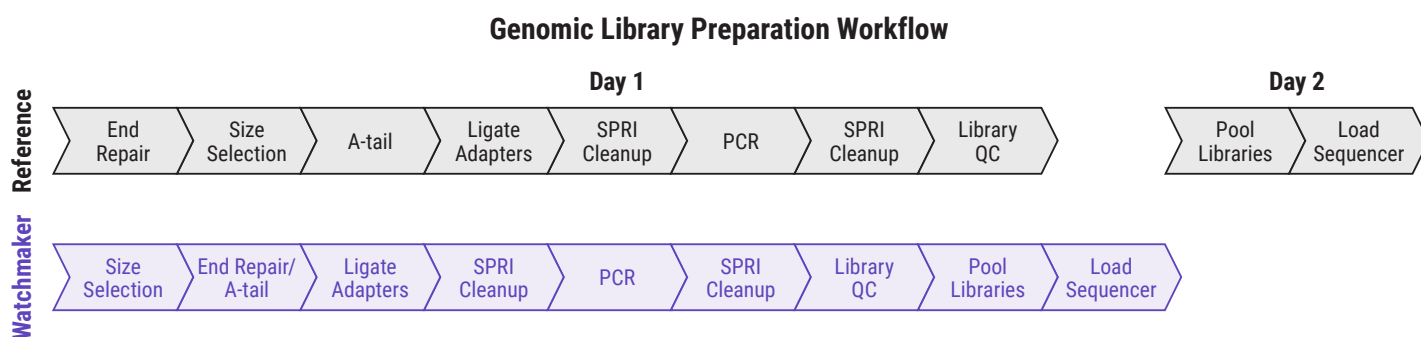 Genomic Library Preparation Workflow
Day 1
Day 2
Reference
End
Repair
Size
Selection
A-tail
Ligate
Adapters
SPRI
Cleanup
PCR
SPRI
Cleanup
Library
QC
Pool
Libraries
Load
Sequencer
Watchmaker
Size
Selection
End Repair/
A-tail
Ligate
Adapters
SPRI
Cleanup
PCR
SPRI
Cleanup
Library
QC
Pool
Libraries
Load
Sequencer